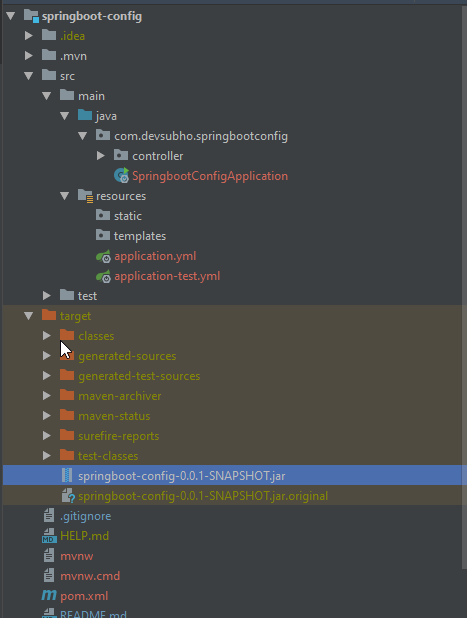 springboot-config
.idea
.mvn
src
main
java
com.devsubho.springbootconfig
controller
SpringbootConfigApplication
resources
static
templates
application.yml
application-test.yml
test
target
classes
generated-sources
generated-test-sources
maven-archiver
maven-status
surefire-reports
test-classes
springboot-config-0.0.1-SNAPSHOT.jar
springboot-config-0.0.1-SNAPSHOT.jar.original
.gitignore
HELP.md
mvnw
mvnw.cmd
pom.xml
README.md